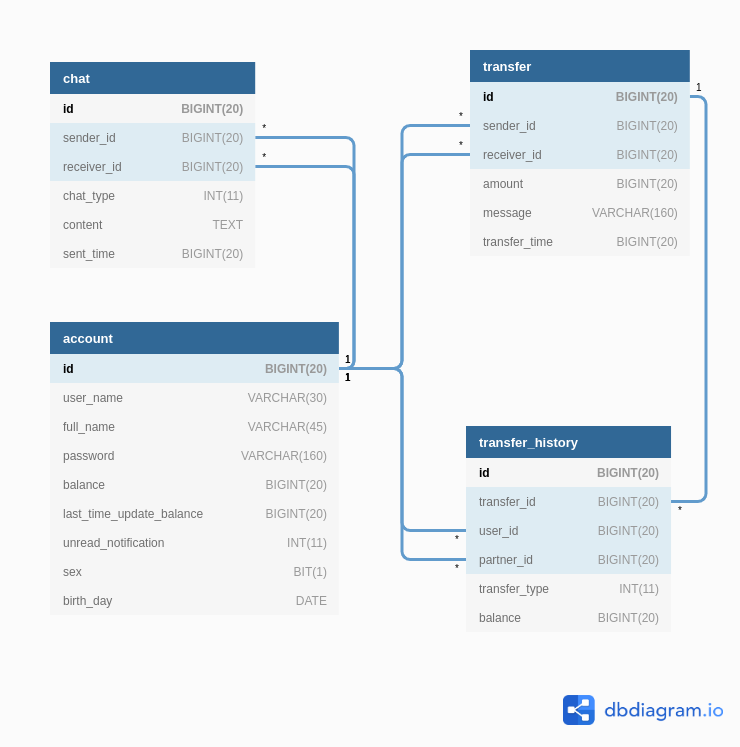 chat
id BIGINT(20)
sender_id BIGINT(20)
receiver_id BIGINT(20)
chat_type INT(11)
content TEXT
sent_time BIGINT(20)
*
*
transfer
id BIGINT(20)
sender_id BIGINT(20)
receiver_id BIGINT(20)
amount BIGINT(20)
message VARCHAR(160)
transfer_time BIGINT(20)
1
*
*
account
id BIGINT(20)
user_name VARCHAR(30)
full_name VARCHAR(45)
password VARCHAR(160)
balance BIGINT(20)
last_time_update_balance BIGINT(20)
unread_notification INT(11)
sex BIT(1)
birth_day DATE
1
1
transfer_history
id BIGINT(20)
transfer_id BIGINT(20)
user_id BIGINT(20)
partner_id BIGINT(20)
transfer_type INT(11)
balance BIGINT(20)
*
*
*
dbdiagram.io